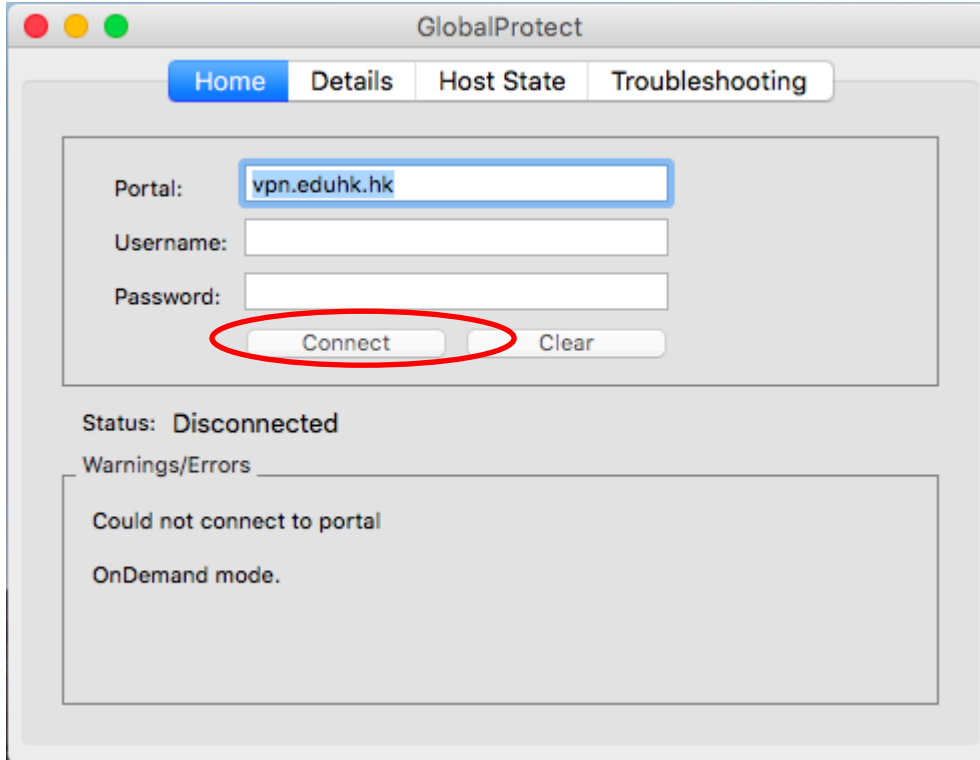 GlobalProtect
Home Details Host State Troubleshooting
Portal: vpn.eduhk.hk
Username:
Password:
Connect Clear
Status: Disconnected
Warnings/Errors
Could not connect to portal
OnDemand mode.